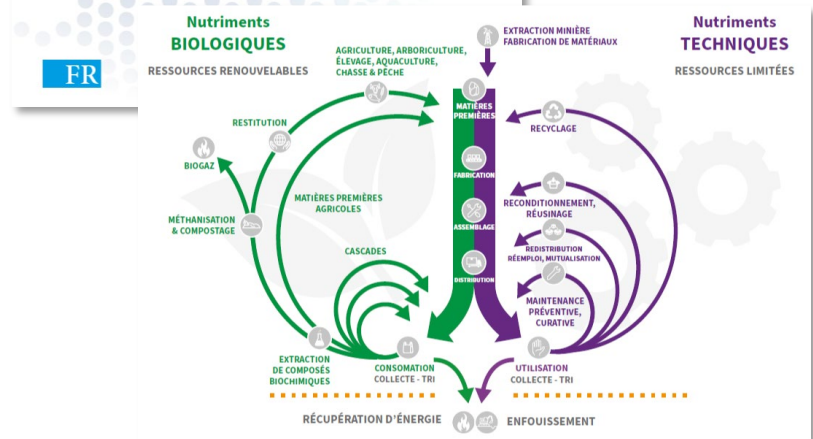 FR
Nutriments
BIOLOGIQUES
RESSOURCES RENOUVELABLES
AGRICULTURE, ARBORICULTURE,
ÉLEVAGE, AQUACULTURE,
CHASSE & PÊCHE
EXTRACTION MINIÈRE
FABRICATION DE MATÉRIAUX
Nutriments
TECHNIQUES
RESSOURCES LIMITÉES
MATIÈRES
PREMIÈRES
RESTITUTION
RECYCLAGE
BIOGAZ
FABRICATION
MATIÈRES PREMIÈRES
AGRICOLES
RECONDITIONNEMENT,
RÉUSINAGE
MÉTHANISATION
& COMPOSTAGE
ASSEMBLAGE
CASCADES
REDISTRIBUTION
RÉEMPLOI, MUTUALISATION
DISTRIBUTION
MAINTENANCE
PRÉVENTIVE,
CURATIVE
EXTRACTION
DE COMPOSÉS
BIOCHIMIQUES
CONSOMATION
COLLECTE - TRI
UTILISATION
COLLECTE - TRI
RÉCUPÉRATION D'ÉNERGIE
ENFOUISSEMENT